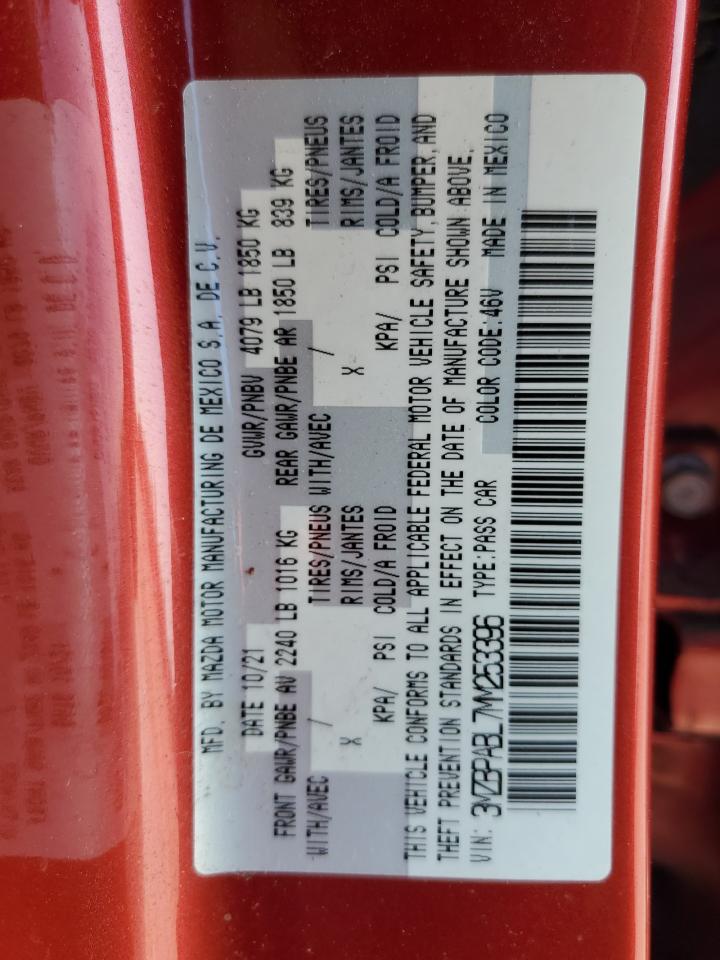 MFD. BY MAZDA MOTOR MANUFACTURING DE MEXICO S.A. DE C.V.
DATE 10/21 GVWR/PNBV 4079 LB 1850 KG
FRONT GAWR/PNBE AV 2240 LB 1016 KG REAR GAWR/PNBE AR 1850 LB 839 KG
WITH/AVEC / TIRES/PNEUS WITH/AVEC / TIRES/PNEUS
X RIMS/JANTES X RIMS/JANTES
KPA/ PSI COLD/A FROID KPA/ PSI COLD/A FROID
THIS VEHICLE CONFORMS TO ALL APPLICABLE FEDERAL MOTOR VEHICLE SAFETY, BUMPER, AND
THEFT PREVENTION STANDARDS IN EFFECT ON THE DATE OF MANUFACTURE SHOWN ABOVE.
VIN: 3MZBPABL7MM253396 TYPE:PASS CAR COLOR CODE:46V MADE IN MEXICO